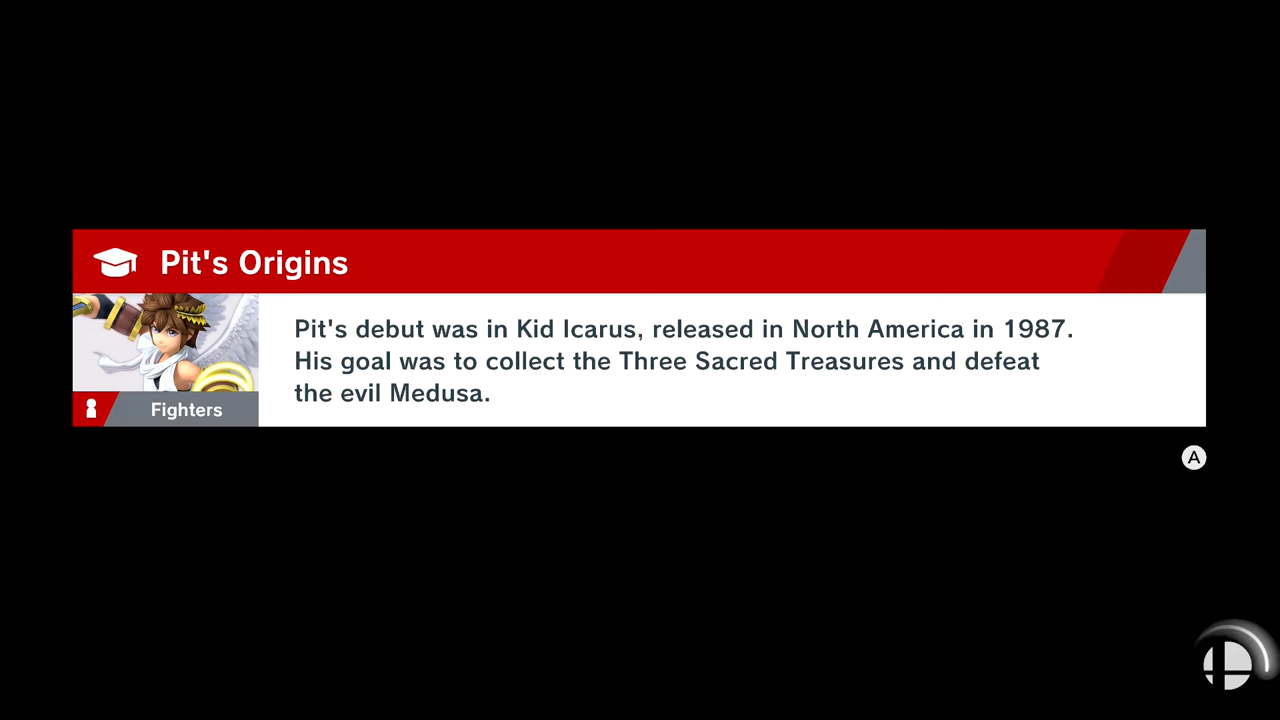 Pit's Origins
Pit's debut was in Kid Icarus, released in North America in 1987.
His goal was to collect the Three Sacred Treasures and defeat
the evil Medusa.
Fighters
A